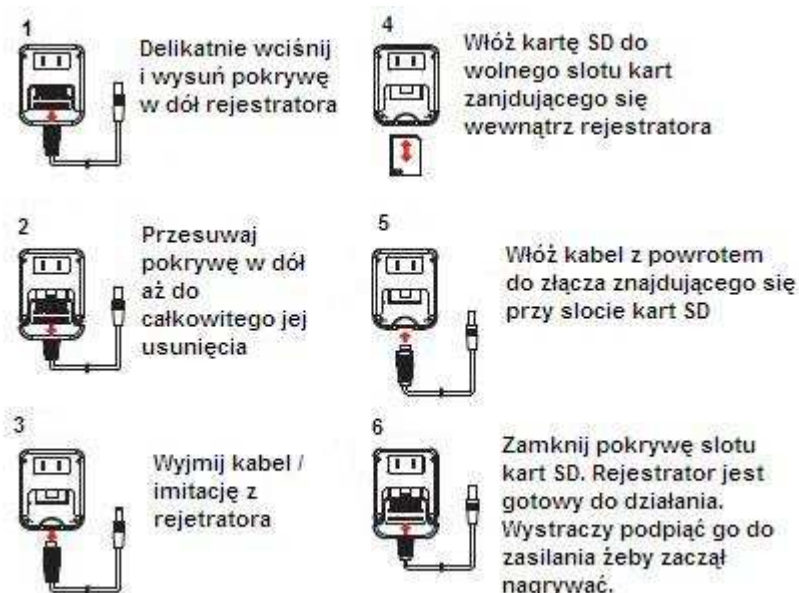 1
Delikatnie wciśnij
i wysuń pokrywę
w dół rejestratora
2
Przesuwaj
pokrywę w dół
aż do
całkowitego jej
usunięcia
3
Wyjmij kabel /
imitację z
rejetratora
4
Włóż kartę SD do
wolnego slotu kart
zanjdującego się
wewnątrz rejestratora
5
Włóż kabel z powrotem
do złącza znajdującego się
przy slocie kart SD
6
Zamknij pokrywę slotu
kart SD. Rejestrator jest
gotowy do działania.
Wystraczy podpiąć go do
zasilania żeby zaczął
nagrywać.